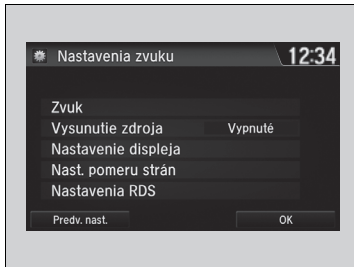 Nastavenia zvuku 12:34
Zvuk
Vysunutie zdroja Vypnuté
Nastavenie displeja
Nast. pomeru strán
Nastavenia RDS
Predv. nast. OK